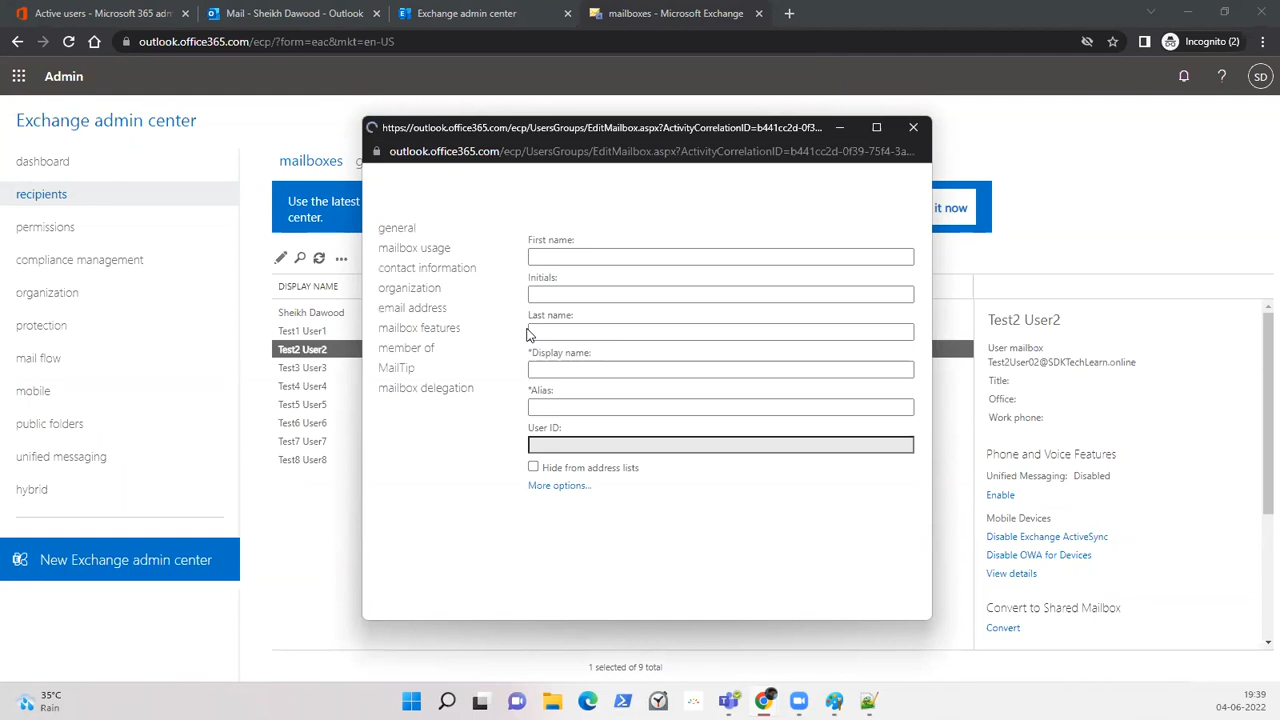 Active users - Microsoft 365 adm
Mail - Sheikh Dawood - Outlook
Exchange admin center
mailboxes - Microsoft Exchange
outlook.office365.com/ecp/?form=eac&mkt=en-US
Incognito (2)
Admin
SD
Exchange admin center
dashboard
recipients
permissions
compliance management
organization
protection
mail flow
mobile
public folders
unified messaging
hybrid
New Exchange admin center
mailboxes
Use the latest
center.
it now
DISPLAY NAME
Sheikh Dawood
Test1 User1
Test2 User2
Test3 User3
Test4 User4
Test5 User5
Test6 User6
Test7 User7
Test8 User8
1 selected of 9 total
https://outlook.office365.com/ecp/UsersGroups/EditMailbox.aspx?ActivityCorrelationID=b441cc2d-0f3...
outlook.office365.com/ecp/UsersGroups/EditMailbox.aspx?ActivityCorrelationID=b441cc2d-0f39-75f4-3a...
general
mailbox usage
contact information
organization
email address
mailbox features
member of
MailTip
mailbox delegation
First name:
Initials:
Last name:
*Display name:
*Alias:
User ID:
Hide from address lists
More options...
Test2 User2
User mailbox
Test2User02@SDKTechLearn.online
Title:
Office:
Work phone:
Phone and Voice Features
Unified Messaging: Disabled
Enable
Mobile Devices
Disable Exchange ActiveSync
Disable OWA for Devices
View details
Convert to Shared Mailbox
Convert
35°C
Rain
19:39
04-06-2022